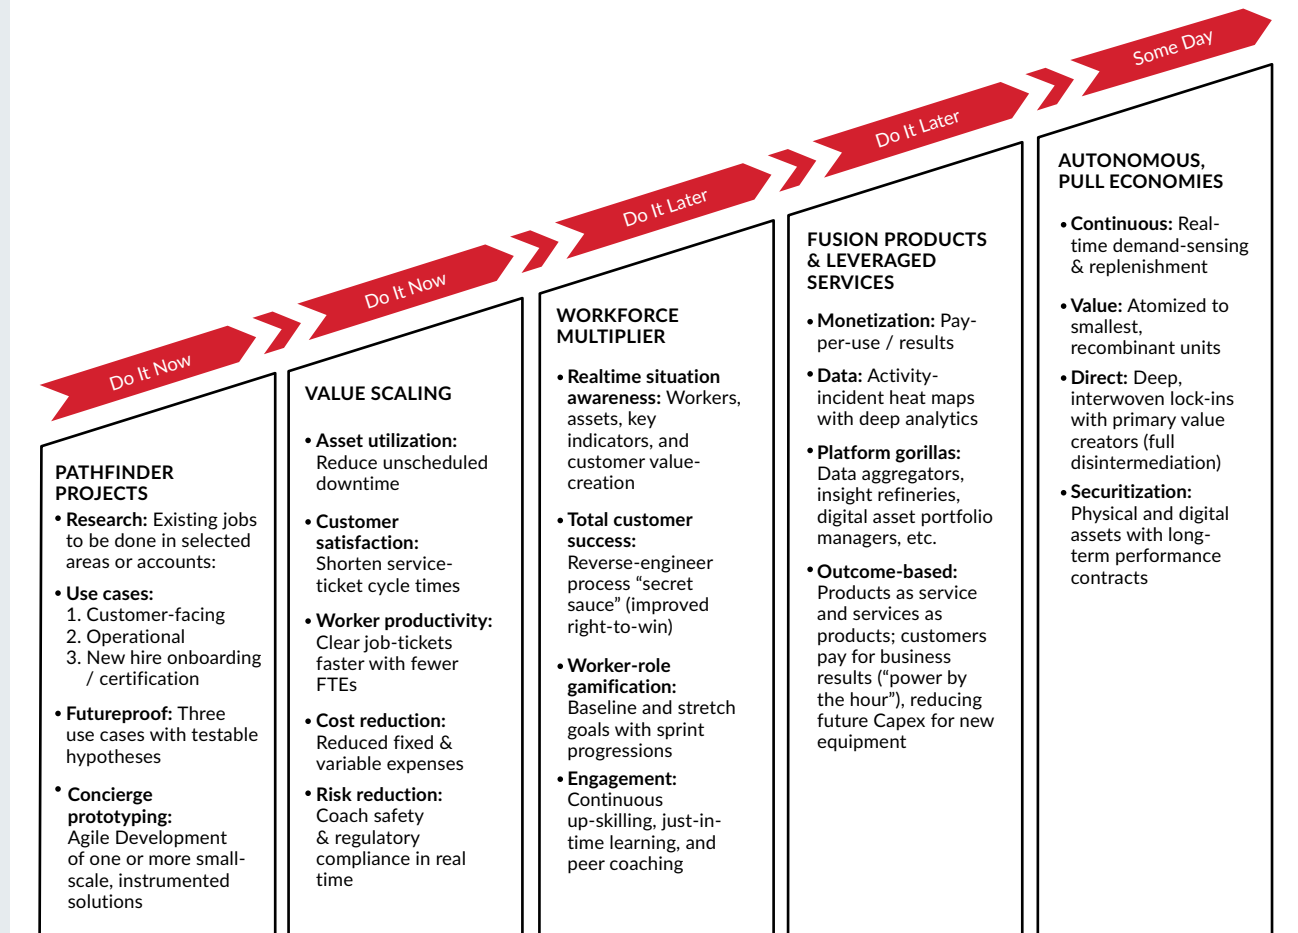 Do It Now
PATHFINDER
PROJECTS
• Research: Existing jobs
to be done in selected
areas or accounts:
• Use cases:
1. Customer-facing
2. Operational
3. New hire onboarding
/ certification
• Futureproof: Three
use cases with testable
hypotheses
• Concierge
prototyping:
Agile Development
of one or more small-
scale, instrumented
solutions
Do It Now
VALUE SCALING
• Asset utilization:
Reduce unscheduled
downtime
• Customer
satisfaction:
Shorten service-
ticket cycle times
• Worker productivity:
Clear job-tickets
faster with fewer
FTEs
• Cost reduction:
Reduced fixed &
variable expenses
• Risk reduction:
Coach safety
& regulatory
compliance in real
time
Do It Later
WORKFORCE
MULTIPLIER
• Realtime situation
awareness: Workers,
assets, key
indicators, and
customer value-
creation
• Total customer
success:
Reverse-engineer
process “secret
sauce” (improved
right-to-win)
• Worker-role
gamification:
Baseline and stretch
goals with sprint
progressions
• Engagement:
Continuous
up-skilling, just-in-
time learning, and
peer coaching
Do It Later
FUSION PRODUCTS
& LEVERAGED
SERVICES
• Monetization: Pay-
per-use / results
• Data: Activity-
incident heat maps
with deep analytics
• Platform gorillas:
Data aggregators,
insight refineries,
digital asset portfolio
managers, etc.
• Outcome-based:
Products as service
and services as
products; customers
pay for business
results (“power by
the hour”), reducing
future Capex for new
equipment
Some Day
AUTONOMOUS,
PULL ECONOMIES
• Continuous: Real-
time demand-sensing
& replenishment
• Value: Atomized to
smallest,
recombinant units
• Direct: Deep,
interwoven lock-ins
with primary value
creators (full
disintermediation)
• Securitization:
Physical and digital
assets with long-
term performance
contracts